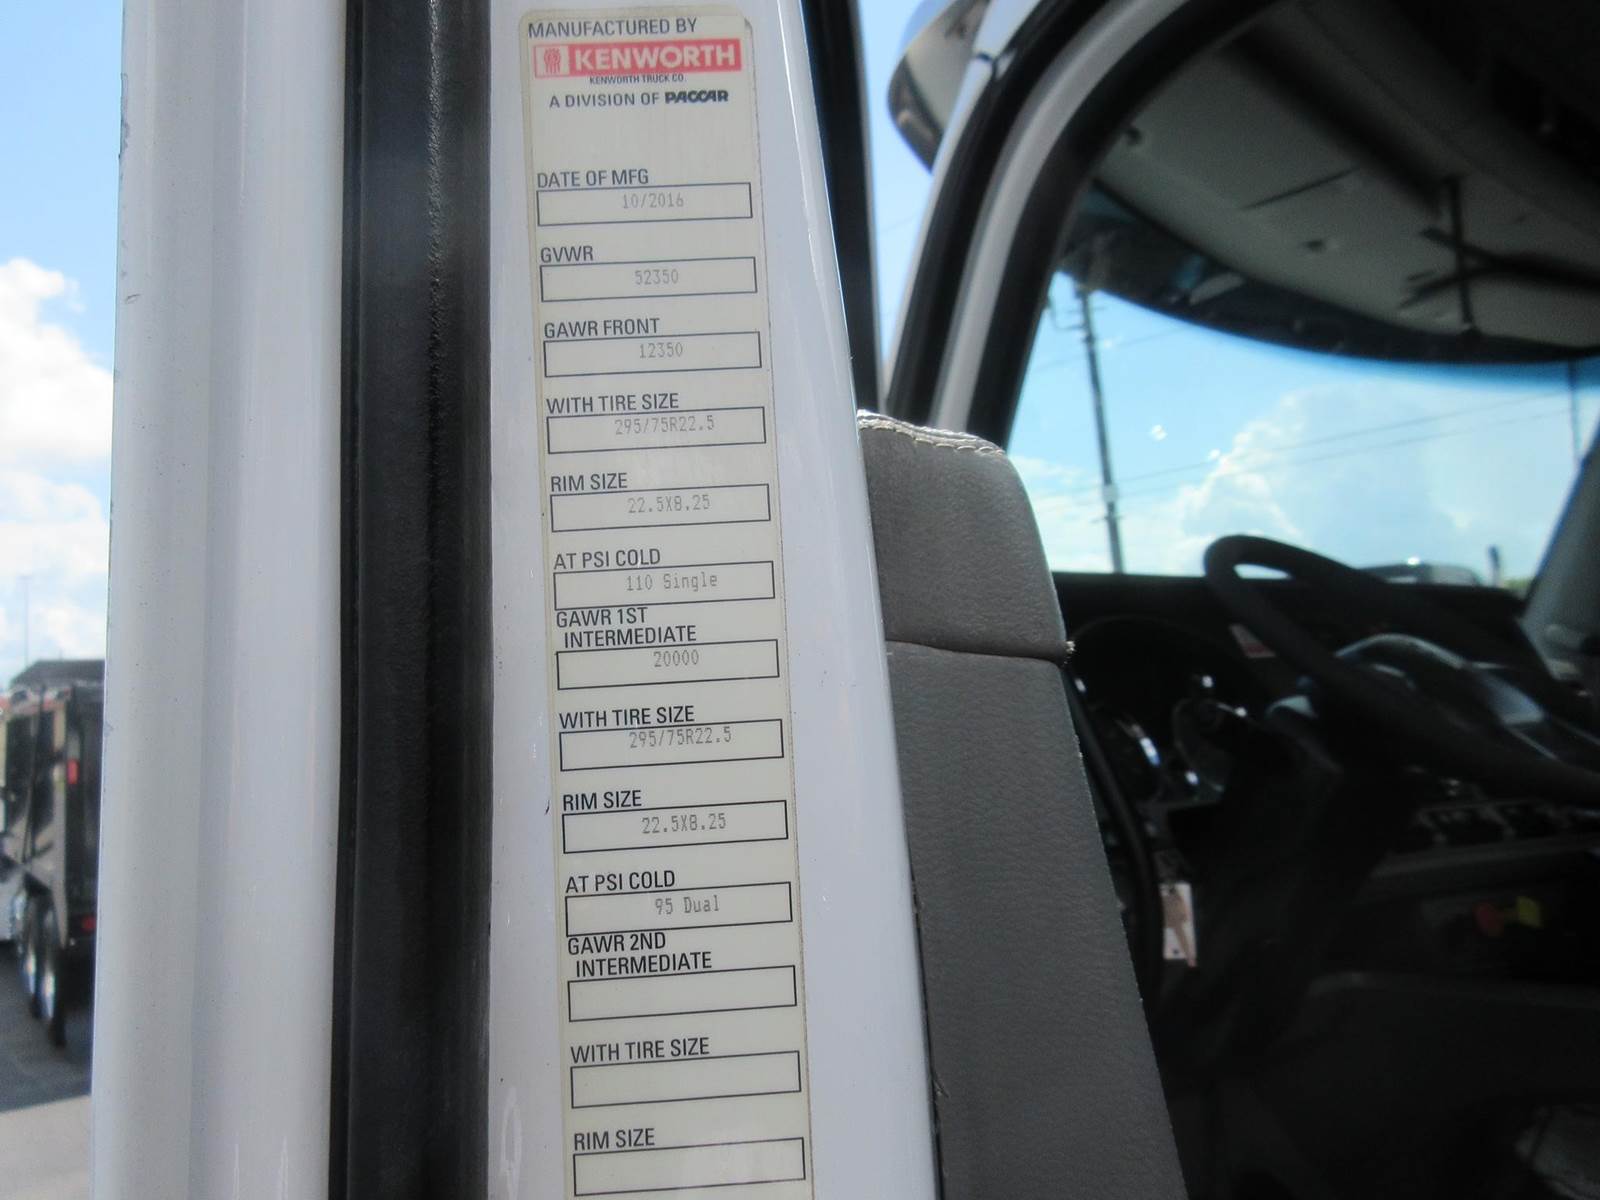 MANUFACTURED BY
KENWORTH
KENWORTH TRUCK CO.
A DIVISION OF PACCAR
DATE OF MFG
10/2016
GVWR
52350
GAWR FRONT
12350
WITH TIRE SIZE
295/75R22.5
RIM SIZE
22.5X8.25
AT PSI COLD
110 Single
GAWR 1ST
INTERMEDIATE
20000
WITH TIRE SIZE
295/75R22.5
RIM SIZE
22.5X8.25
AT PSI COLD
95 Dual
GAWR 2ND
INTERMEDIATE
WITH TIRE SIZE
RIM SIZE